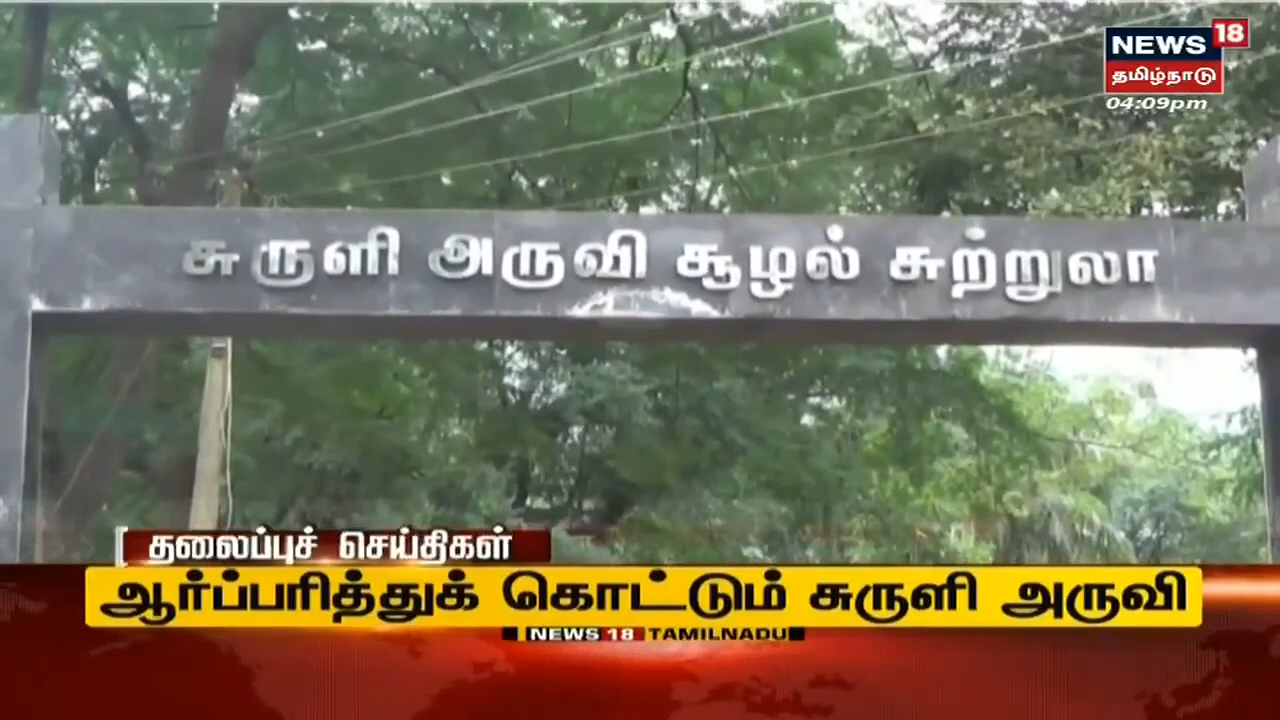 NEWS 18
தமிழ்நாடு
04:09pm
சுருளி அருவி சூழல் சுற்றுலா
தலைப்புச் செய்திகள்
ஆர்ப்பரித்துக் கொட்டும் சுருளி அருவி
NEWS 18 TAMILNADU